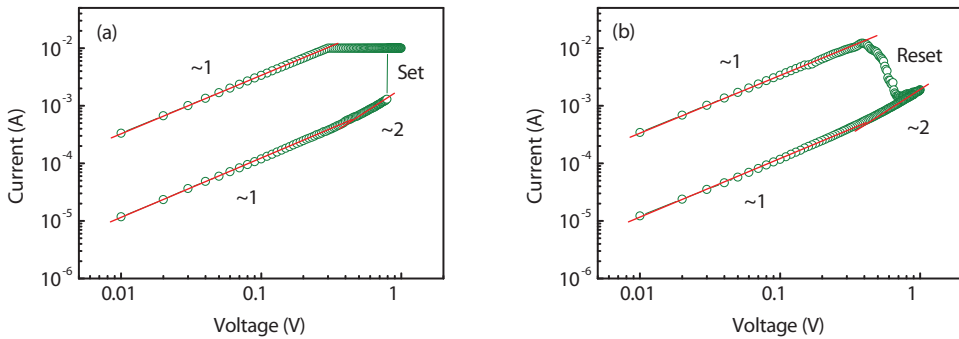 (a)
Current (A)
10⁻²
10⁻³
10⁻⁴
10⁻⁵
10⁻⁶
~1
Set
~2
~1
0.01 0.1 1
Voltage (V)
(b)
Current (A)
10⁻²
10⁻³
10⁻⁴
10⁻⁵
10⁻⁶
~1
Reset
~2
~1
0.01 0.1 1
Voltage (V)